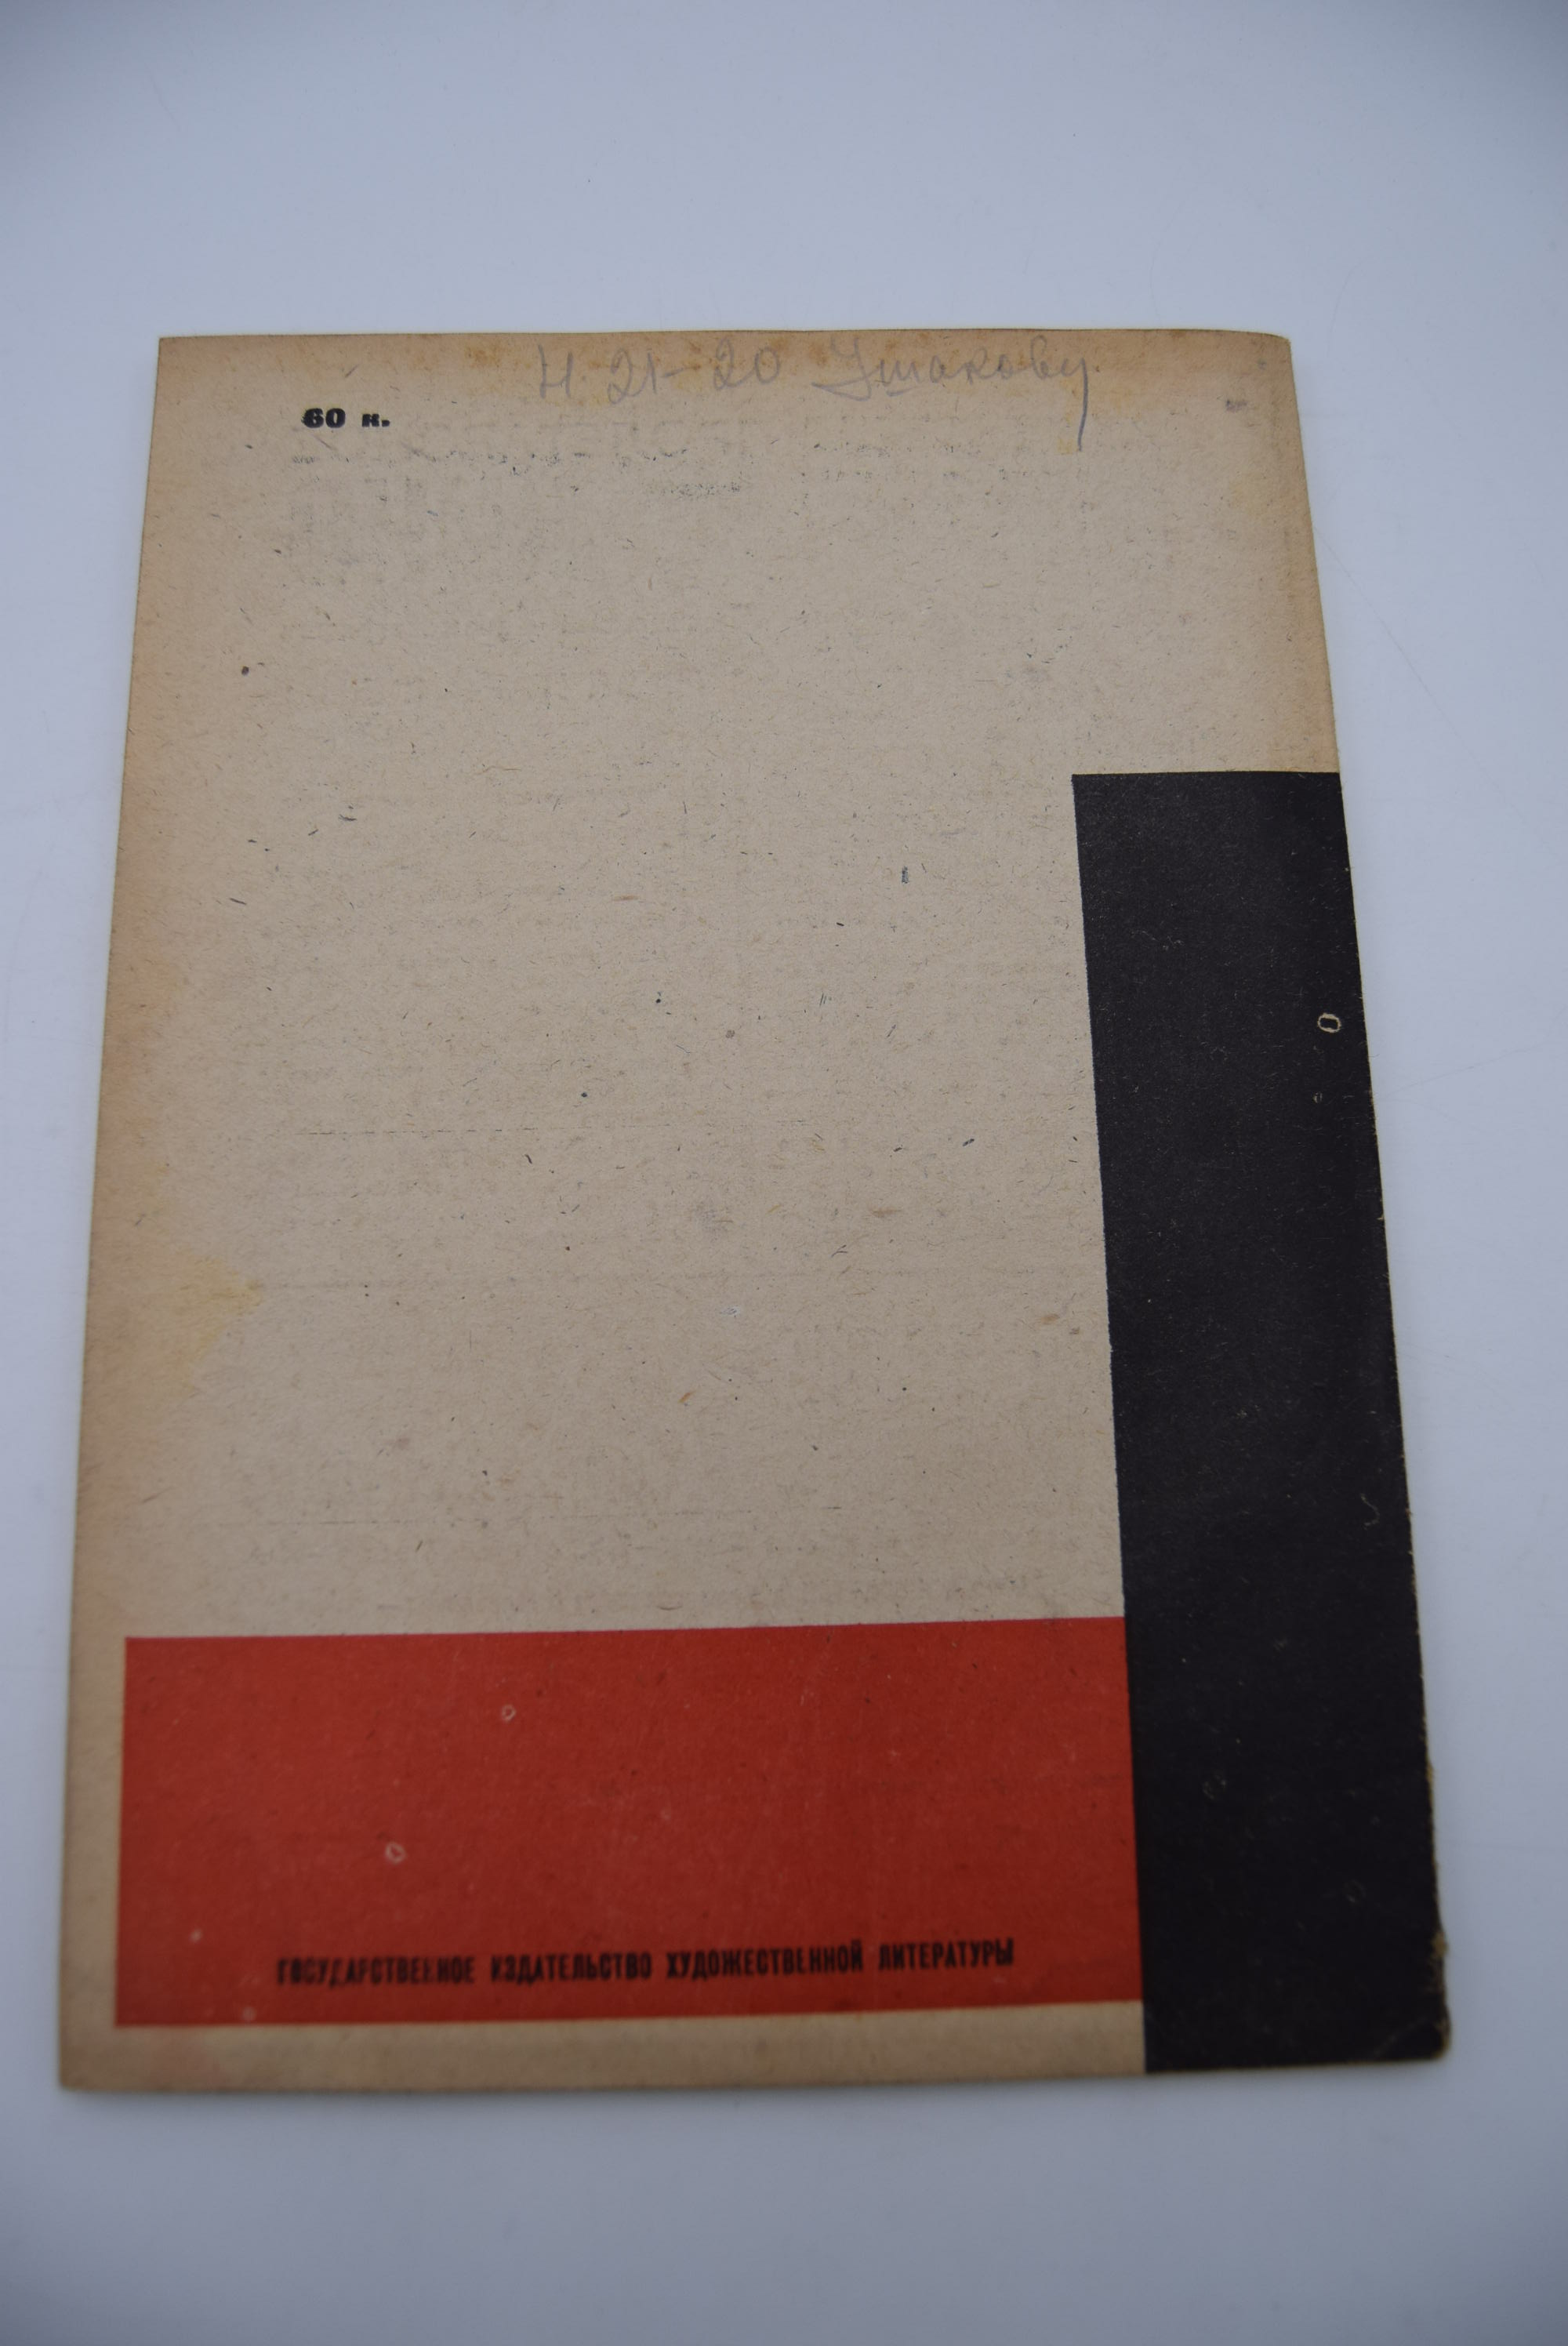 Н. 21-20 Ушакову
60 к.
ГОСУДАРСТВЕННОЕ ИЗДАТЕЛЬСТВО ХУДОЖЕСТВЕННОЙ ЛИТЕРАТУРЫ